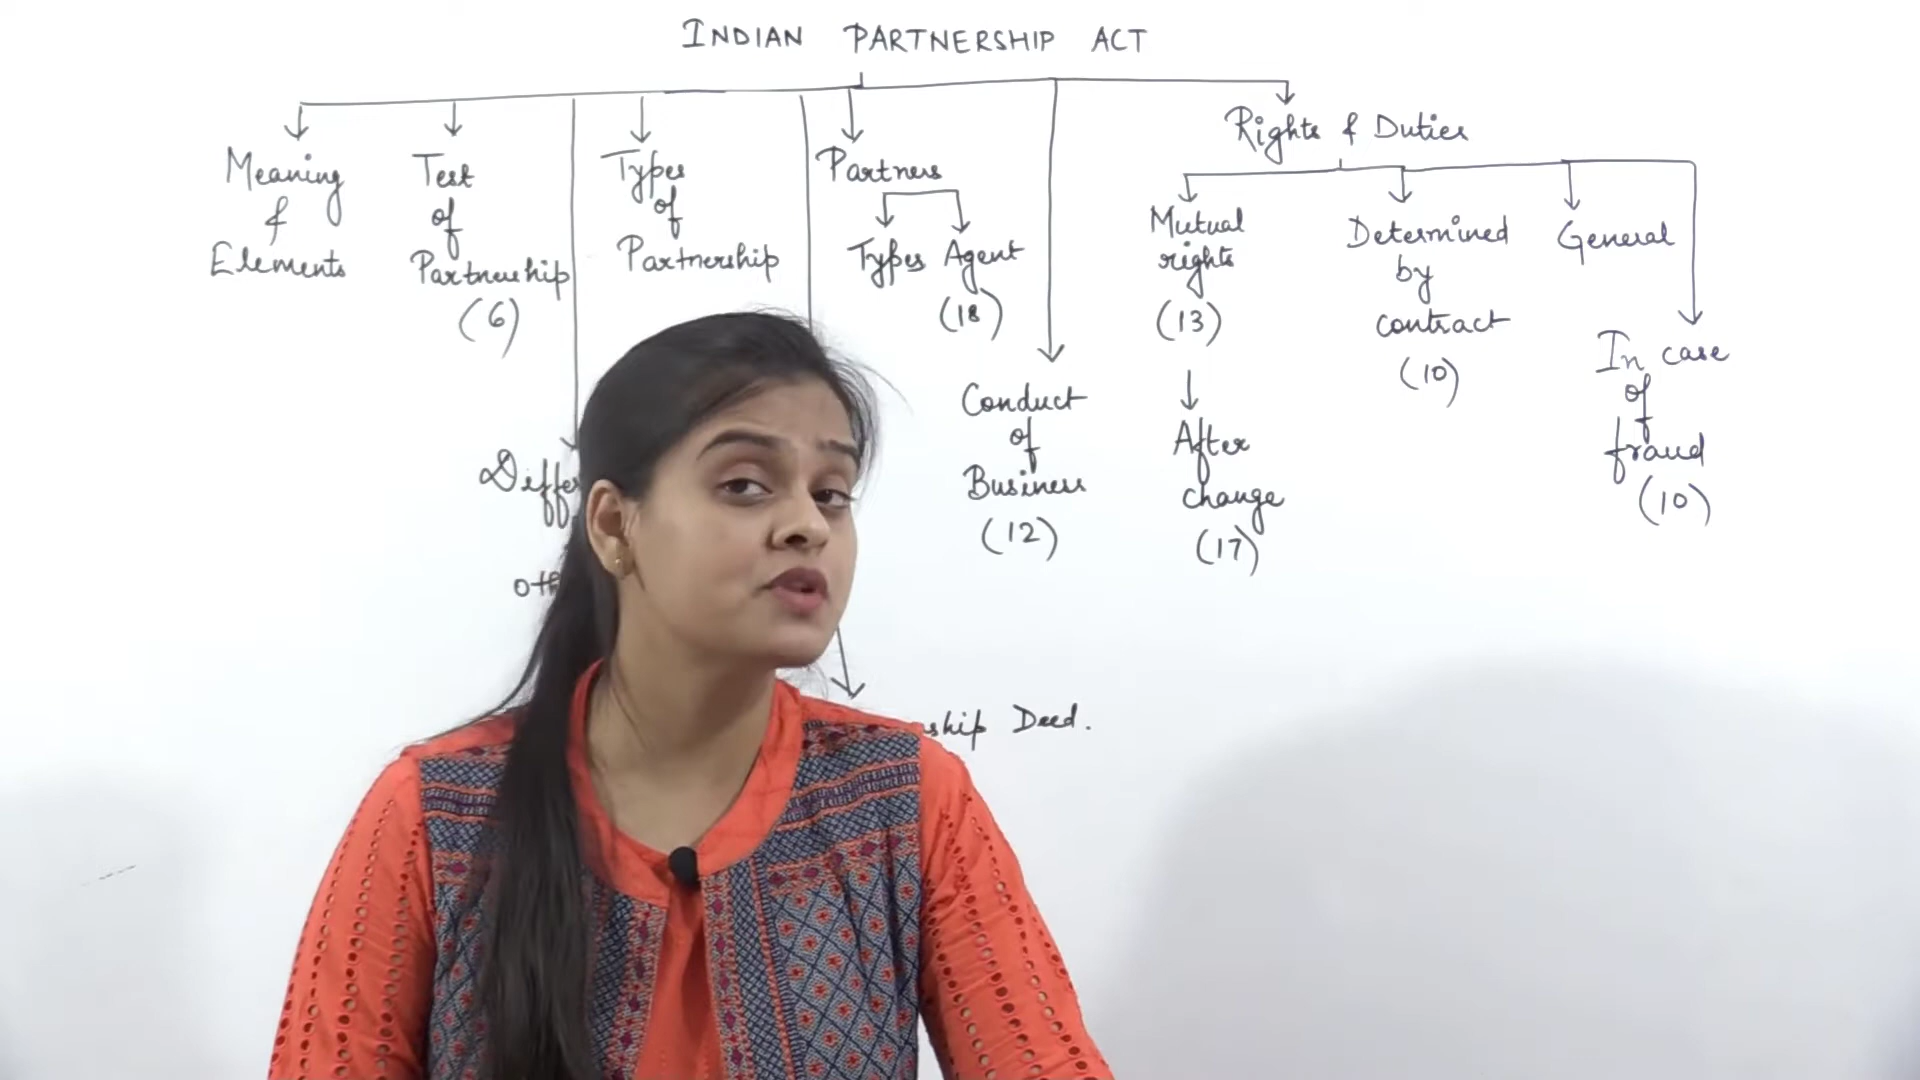 INDIAN PARTNERSHIP ACT
Meaning
&
Elements
Test
of
Partnership
(6)
Types
of
Partnership
Partners
Types Agent
(18)
Conduct
of
Business
(12)
Rights & Duties
Mutual
rights
(13)
After
change
(17)
Determined
by
contract
(10)
General
In case
of
fraud
(10)
Deed.